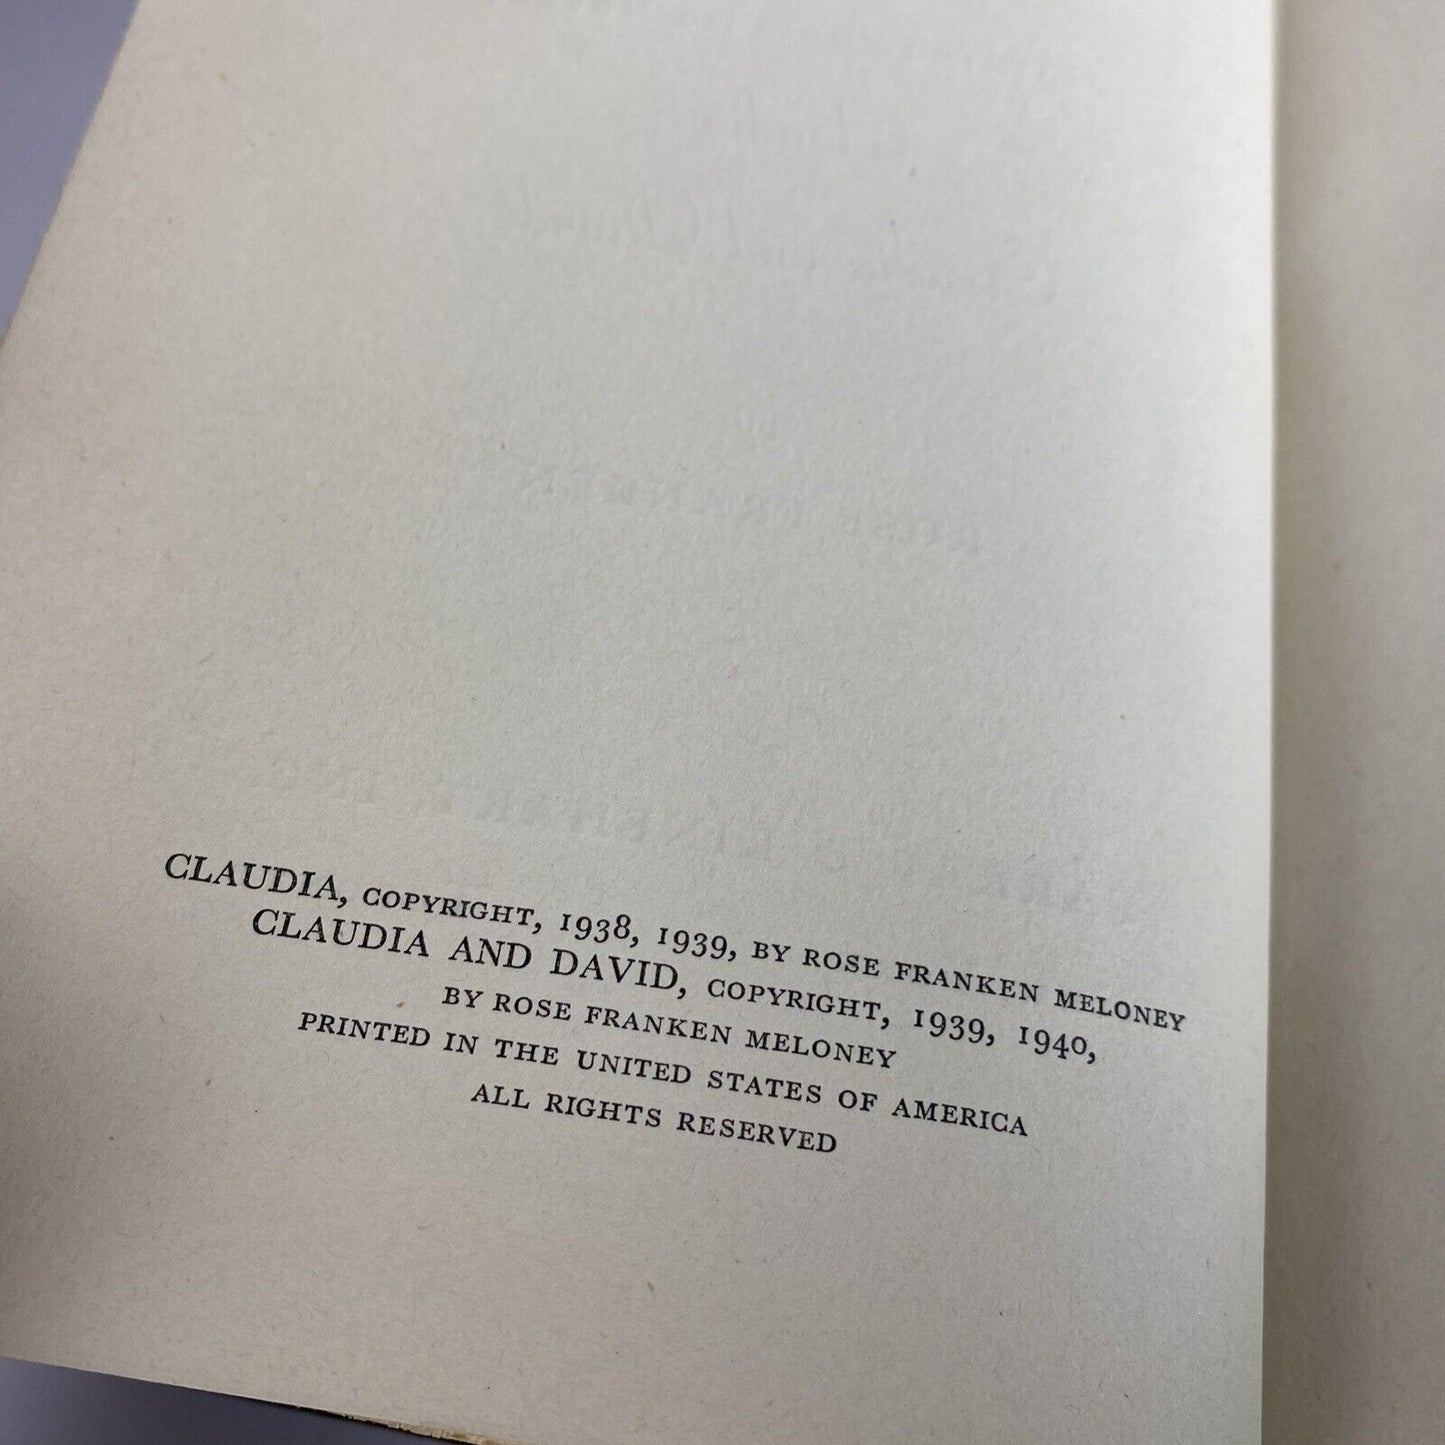 CLAUDIA, COPYRIGHT, 1938, 1939, BY ROSE FRANKEN MELONEY
CLAUDIA AND DAVID, COPYRIGHT, 1939, 1940,
BY ROSE FRANKEN MELONEY
PRINTED IN THE UNITED STATES OF AMERICA
ALL RIGHTS RESERVED